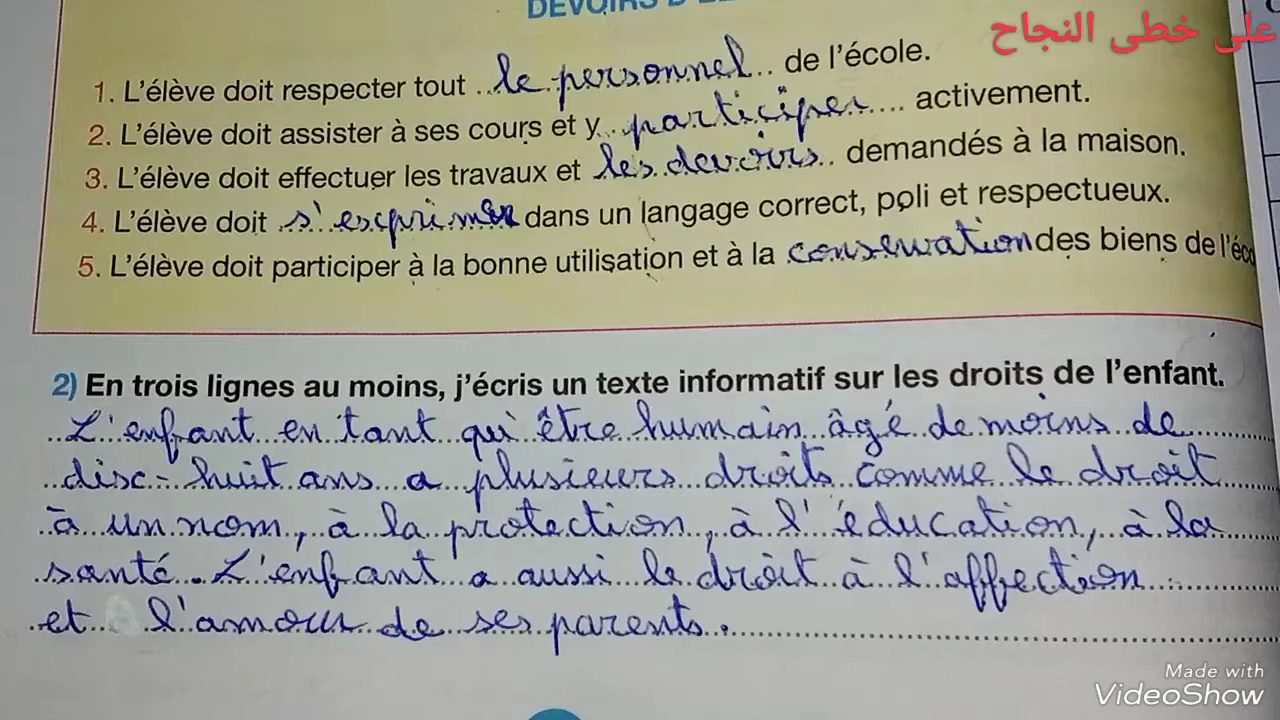 DEVOIRS D'
على خطى النجاح
1. L'élève doit respecter tout le personnel de l'école.
2. L'élève doit assister à ses cours et y participer activement.
3. L'élève doit effectuer les travaux et les devoirs demandés à la maison.
4. L'élève doit s'exprimer dans un langage correct, poli et respectueux.
5. L'élève doit participer à la bonne utilisation et à la conservation des biens de l'éco
2) En trois lignes au moins, j'écris un texte informatif sur les droits de l'enfant.
L'enfant en tant qu'être humain âgé de moins de
dix-huit ans a plusieurs droits comme le droit
à un nom, à la protection, à l'éducation, à la
santé. L'enfant a aussi le droit à l'affection
et l'amour de ses parents.
Made with
VideoShow